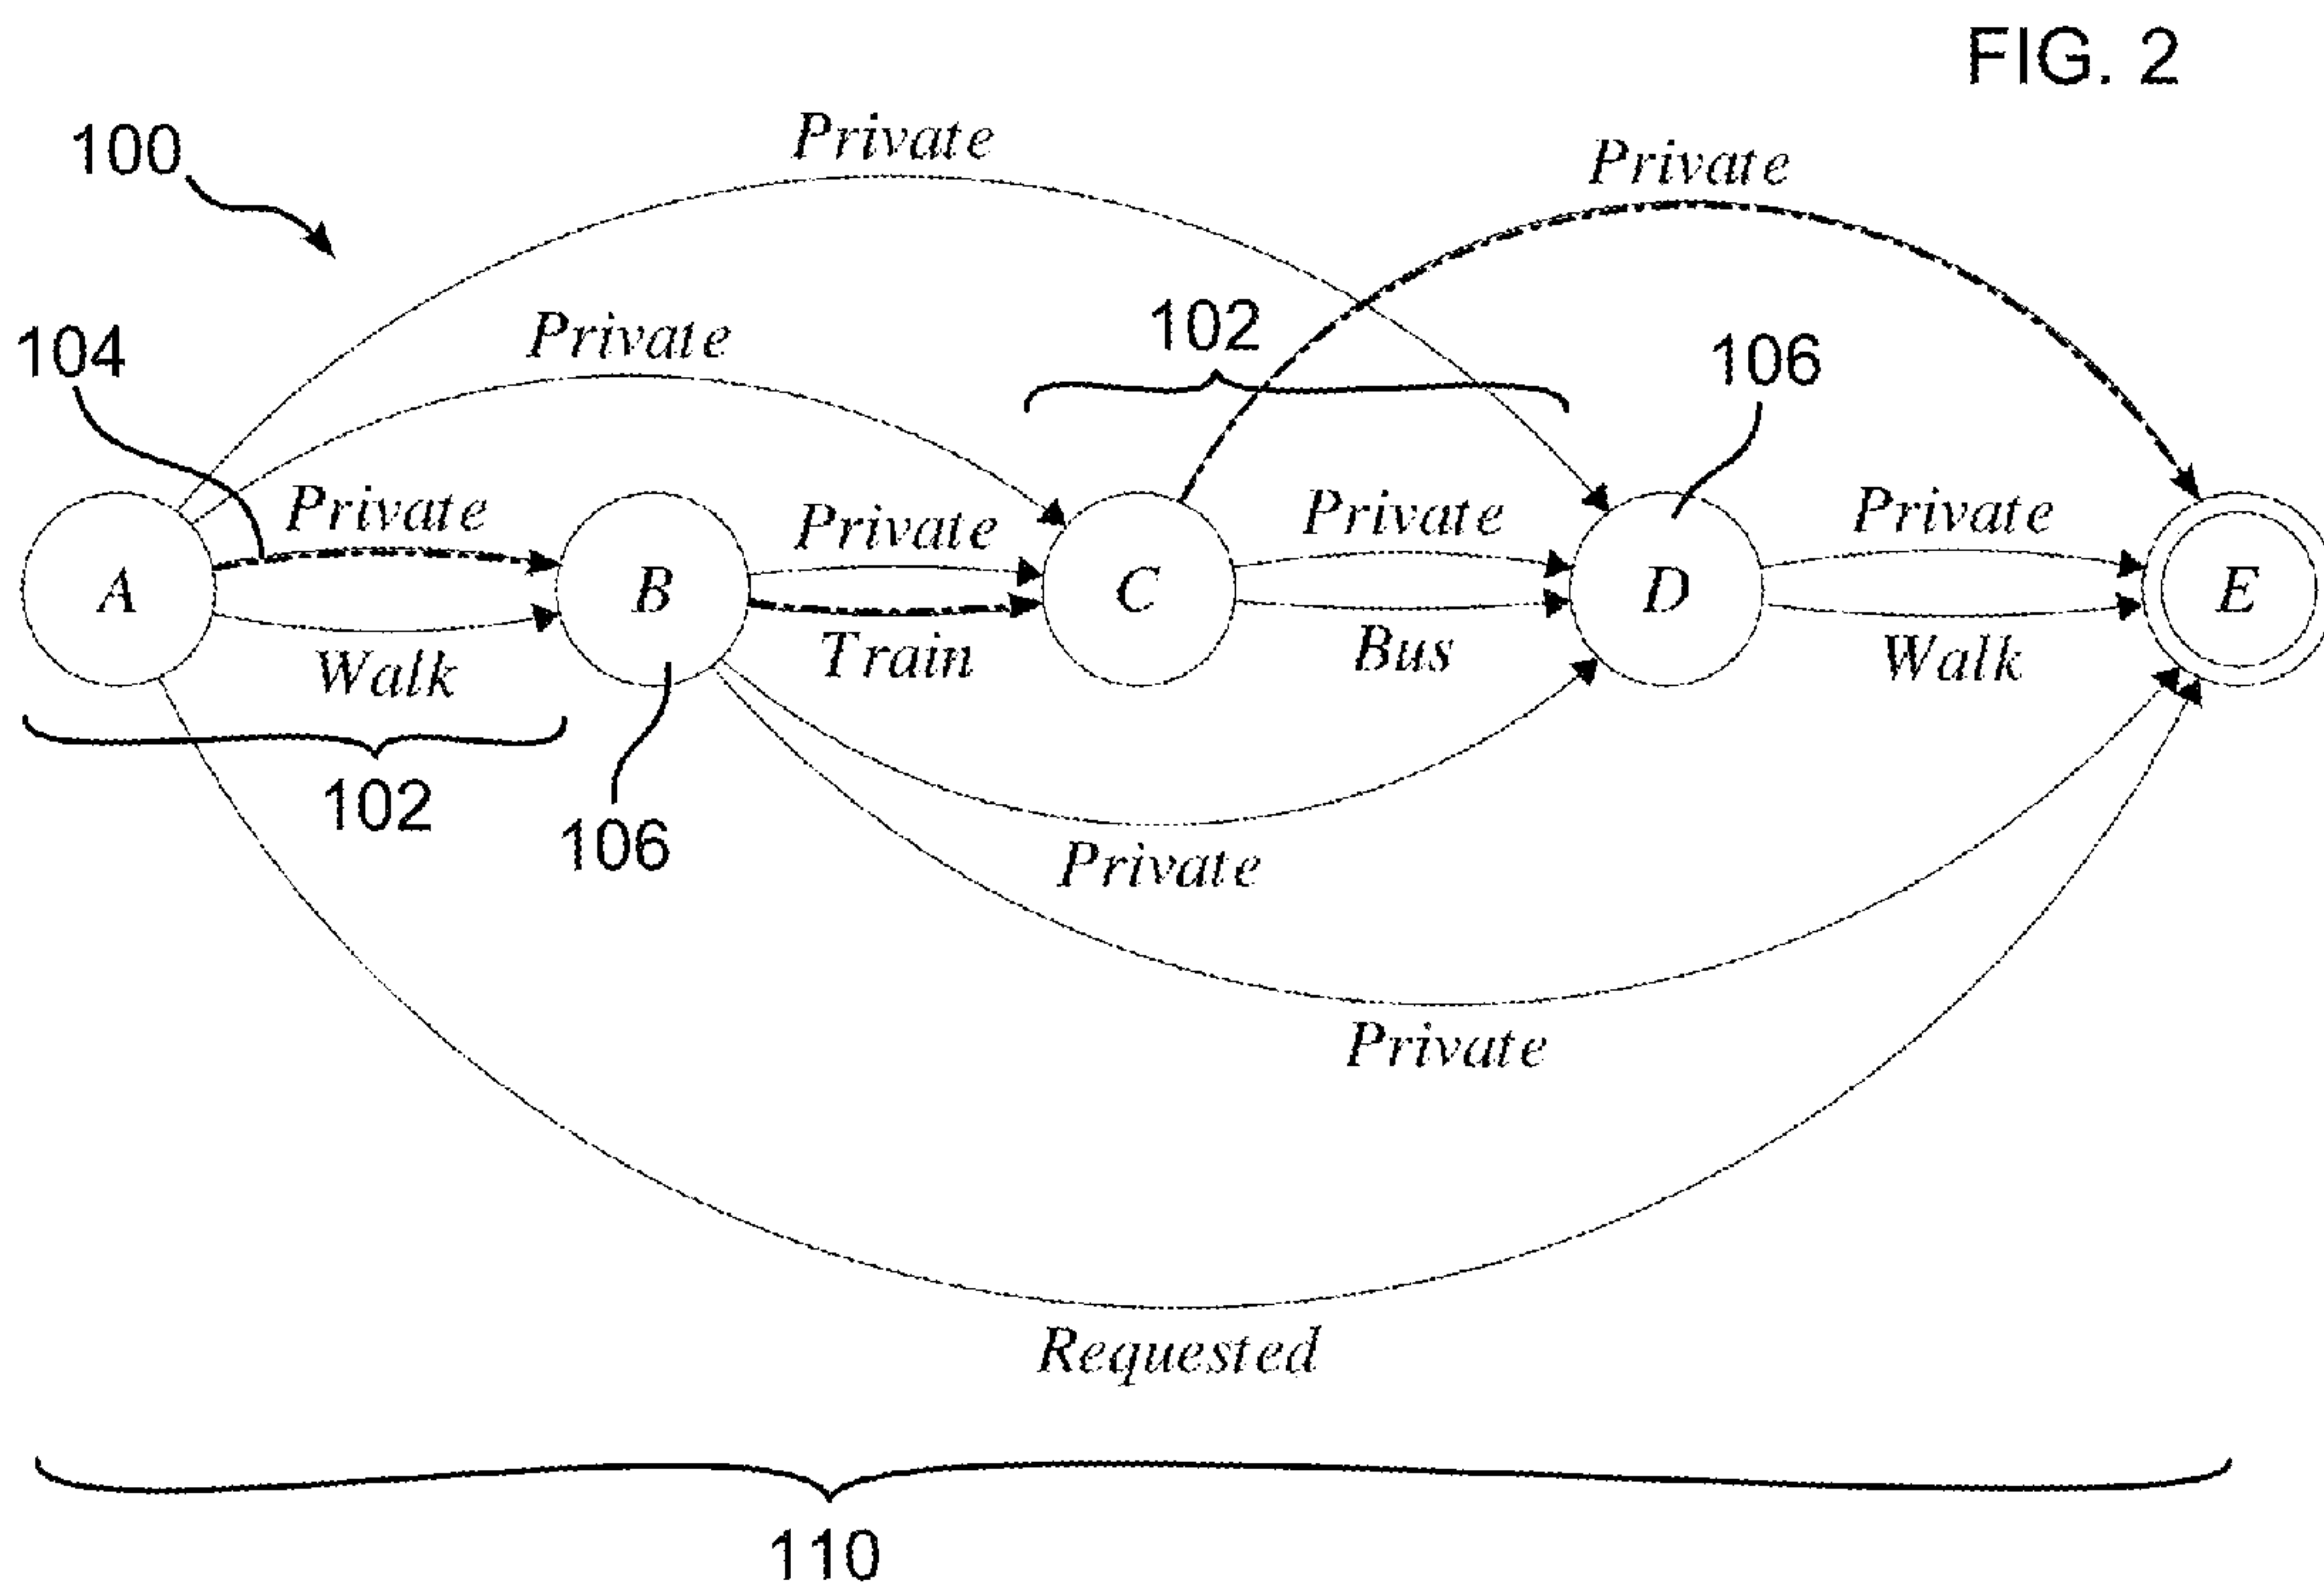 FIG. 2
100
Private
Private
104
Private
102
106
Private
Private
Private
Private
A
B
C
D
E
Walk
Train
Bus
Walk
102
106
Private
Private
Requested
110